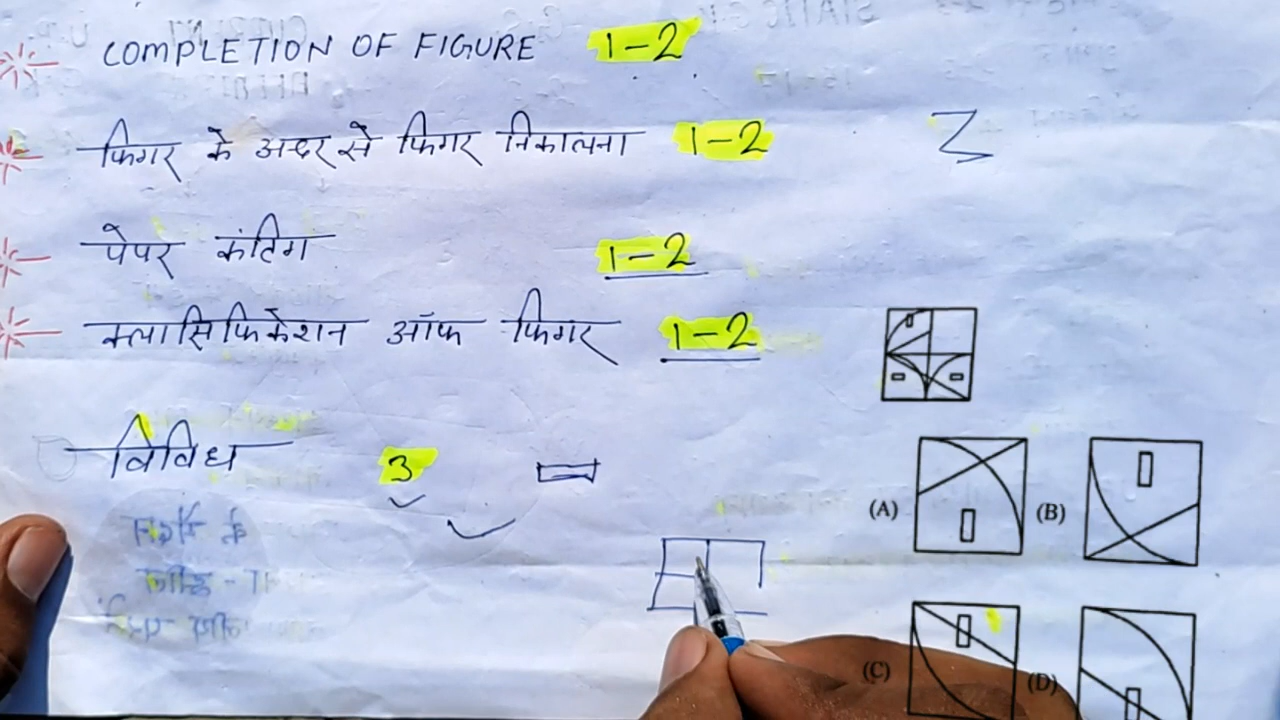 COMPLETION OF FIGURE 1-2
फिगर के अन्दर से फिगर निकालना 1-2
पेपर कंटिग 1-2
क्लासिफिकेशन ऑफ फिगर 1-2
विविध 3
(A) (B)
(C) (D)